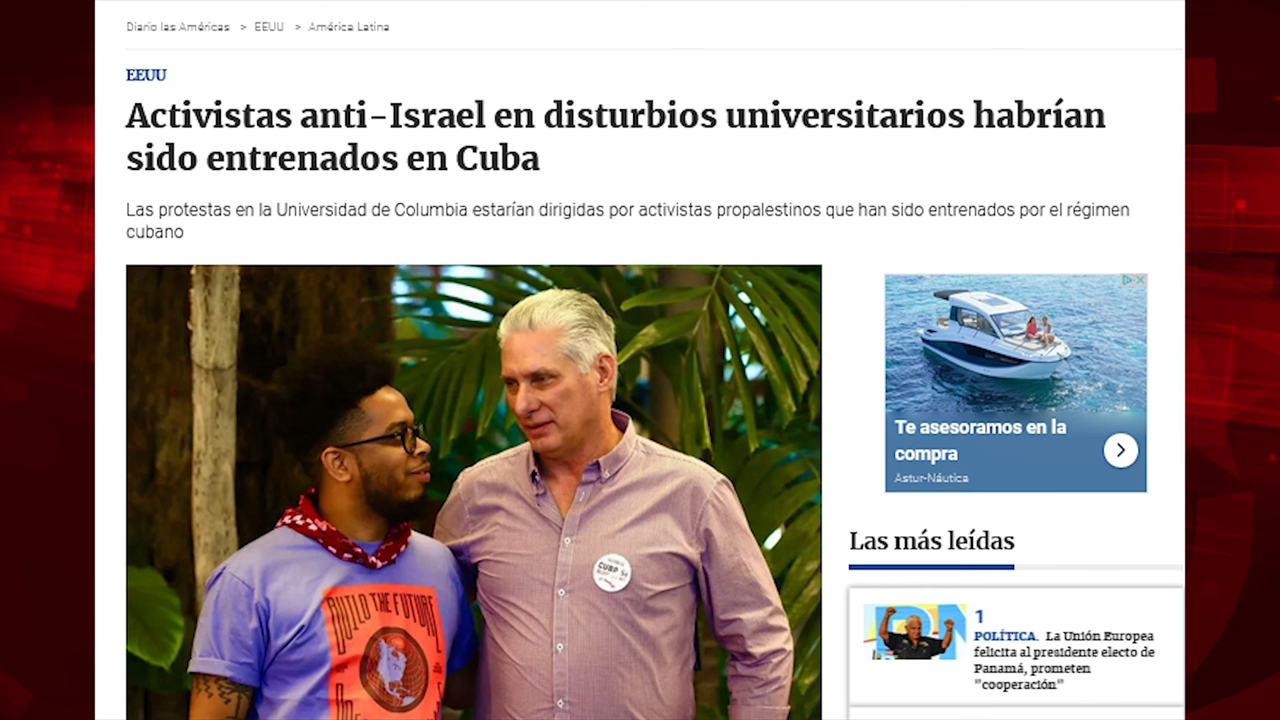 Diario las Américas > EEUU > América Latina
EEUU
Activistas anti-Israel en disturbios universitarios habrían
sido entrenados en Cuba
Las protestas en la Universidad de Columbia estarían dirigidas por activistas propalestinos que han sido entrenados por el régimen
cubano
BUILD THE FUTURE
CUBA SÍ
Te asesoramos en la
compra
Astur-Náutica
Las más leídas
1
POLÍTICA. La Unión Europea
felicita al presidente electo de
Panamá, prometen
"cooperación"